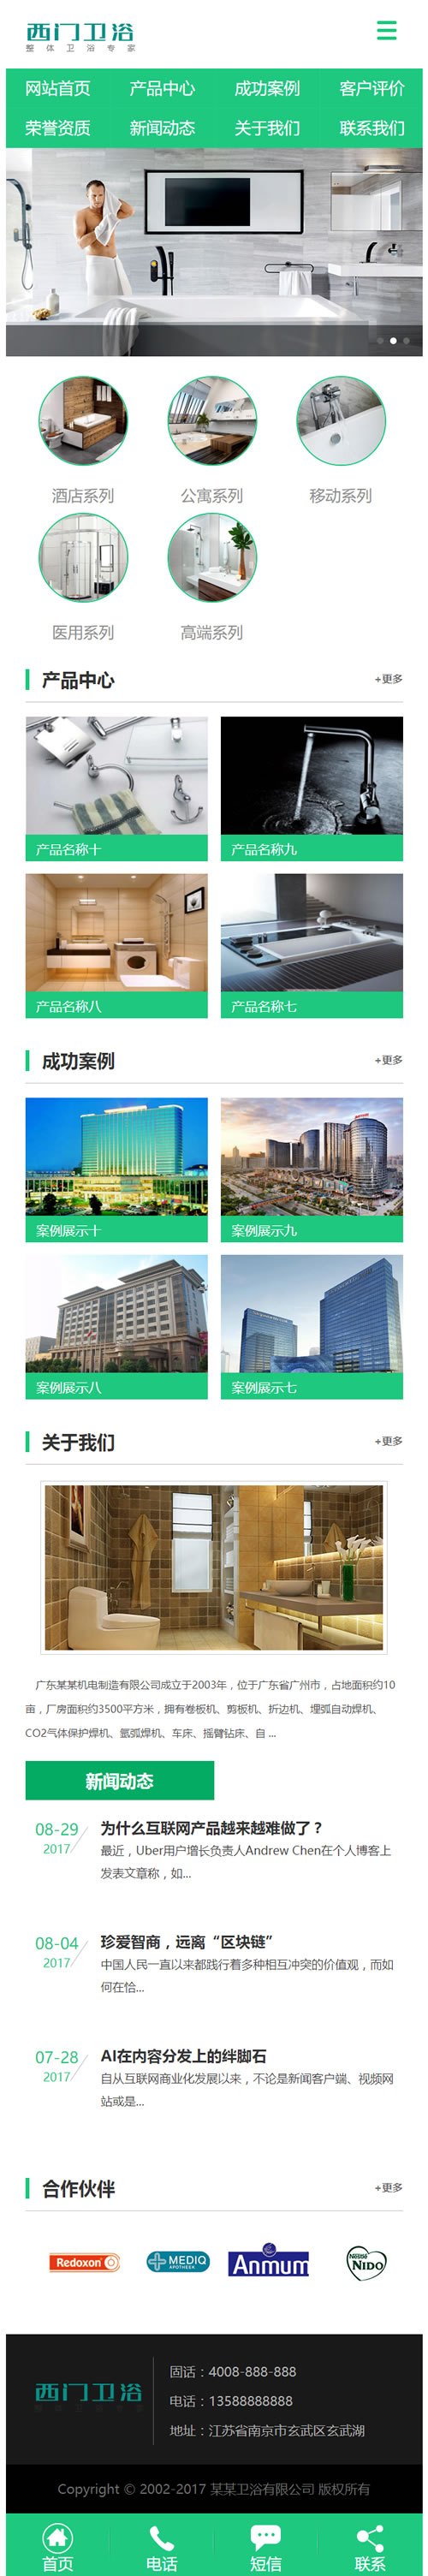 西门卫浴
整体卫浴专家
网站首页 产品中心 成功案例 客户评价
荣誉资质 新闻动态 关于我们 联系我们
酒店系列 公寓系列 移动系列
医用系列 高端系列
产品中心 +更多
产品名称十 产品名称九
产品名称八 产品名称七
成功案例 +更多
案例展示十 案例展示九
案例展示八 案例展示七
关于我们 +更多
广东某某机电制造有限公司成立于2003年，位于广东省广州市，占地面积约10
亩，厂房面积约3500平方米，拥有卷板机、剪板机、折边机、埋弧自动焊机、
CO2气体保护焊机、氩弧焊机、车床、摇臂钻床、自 ...
新闻动态
08-29 为什么互联网产品越来越难做了？
2017 最近，Uber用户增长负责人Andrew Chen在个人博客上
发表文章称，如...
08-04 珍爱智商，远离“区块链”
2017 中国人民一直以来都践行着多种相互冲突的价值观，而如
何在恰...
07-28 AI在内容分发上的绊脚石
2017 自从互联网商业化发展以来，不论是新闻客户端、视频网
站或是...
合作伙伴 +更多
Redoxon MEDIQ APOTHEEK Anmum Nestlé NIDO
西门卫浴
整体卫浴专家
固话：4008-888-888
电话：13588888888
地址：江苏省南京市玄武区玄武湖
Copyright © 2002-2017 某某卫浴有限公司 版权所有
首页 电话 短信 联系